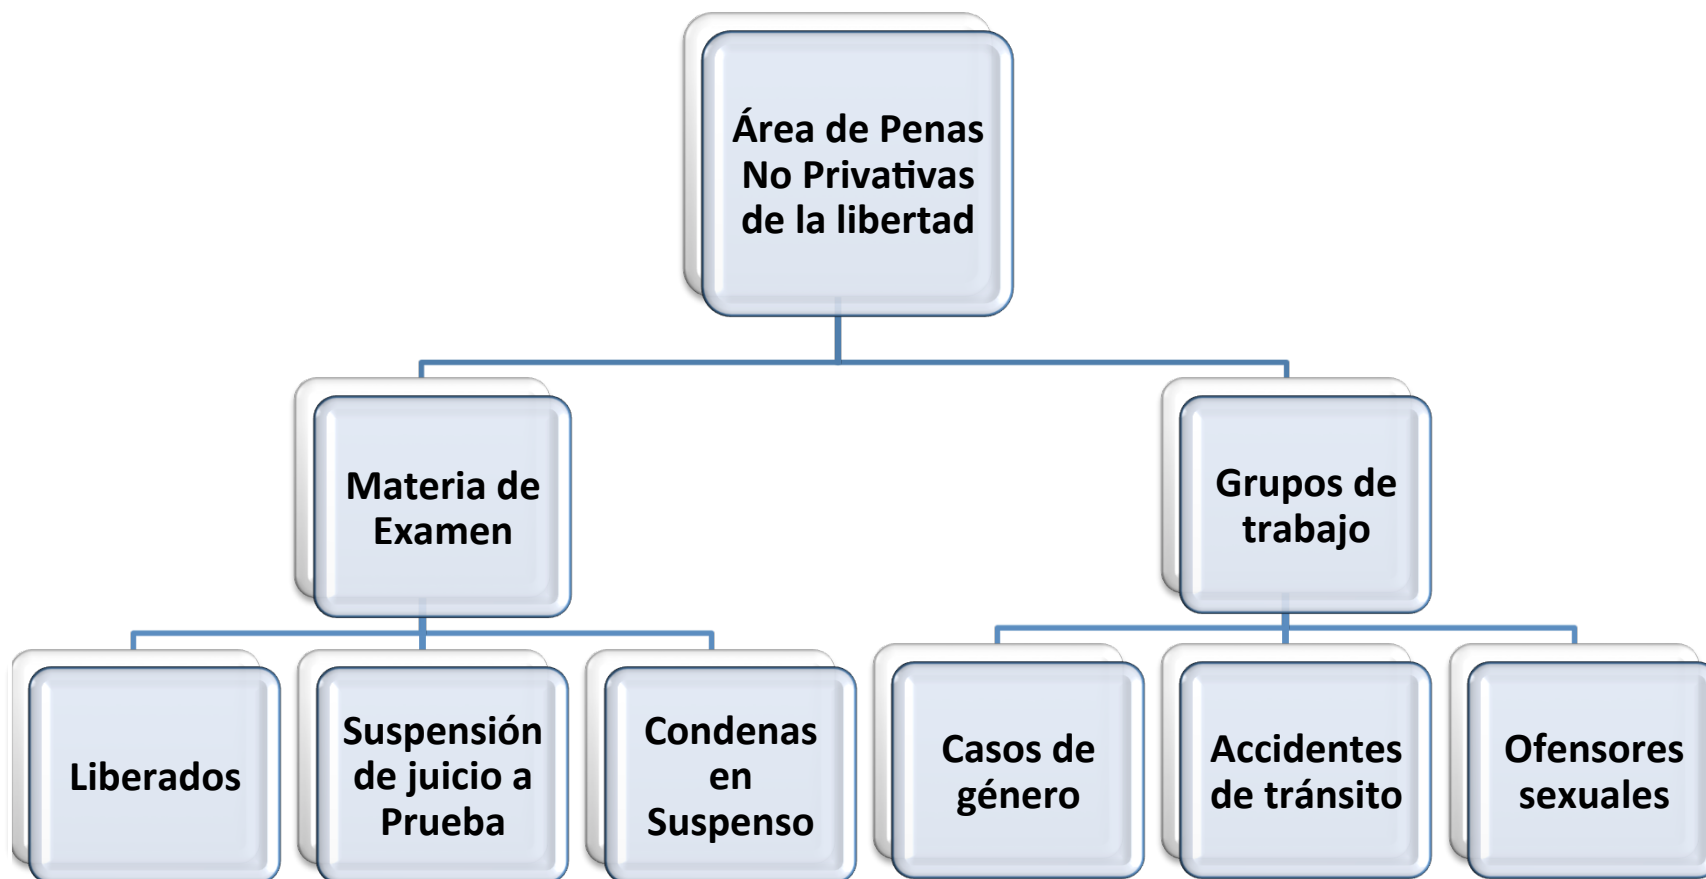 Área de Penas
No Privativas
de la libertad
Materia de
Examen
Grupos de
trabajo
Liberados
Suspensión
de juicio a
Prueba
Condenas
en
Suspenso
Casos de
género
Accidentes
de tránsito
Ofensores
sexuales